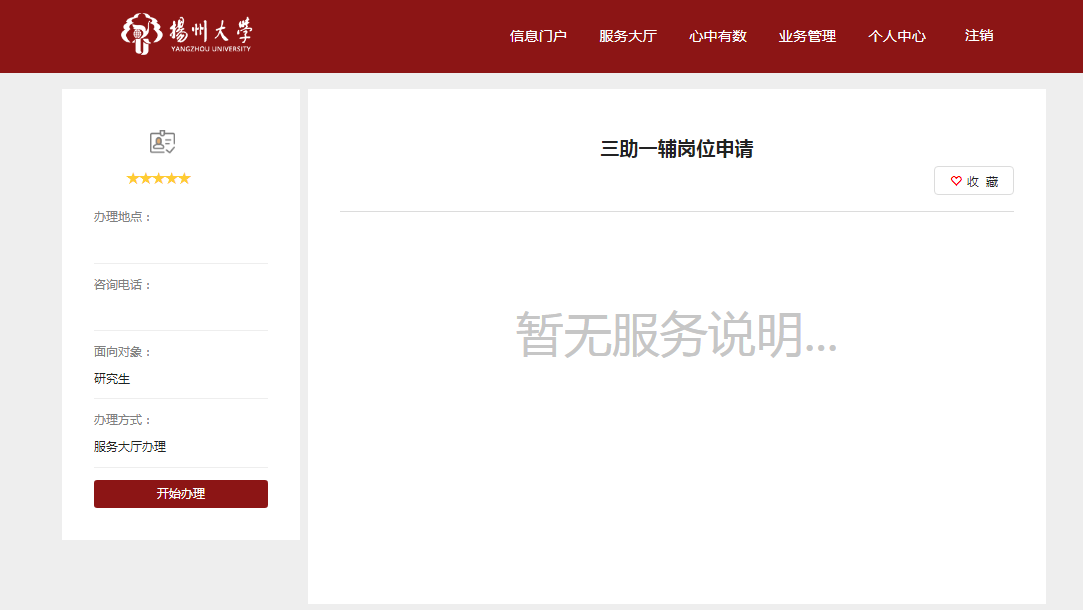 揚州大学
YANGZHOU UNIVERSITY
信息门户 服务大厅 心中有数 业务管理 个人中心 注销
办理地点：
咨询电话：
面向对象：
研究生
办理方式：
服务大厅办理
开始办理
三助一辅岗位申请
收 藏
暂无服务说明...